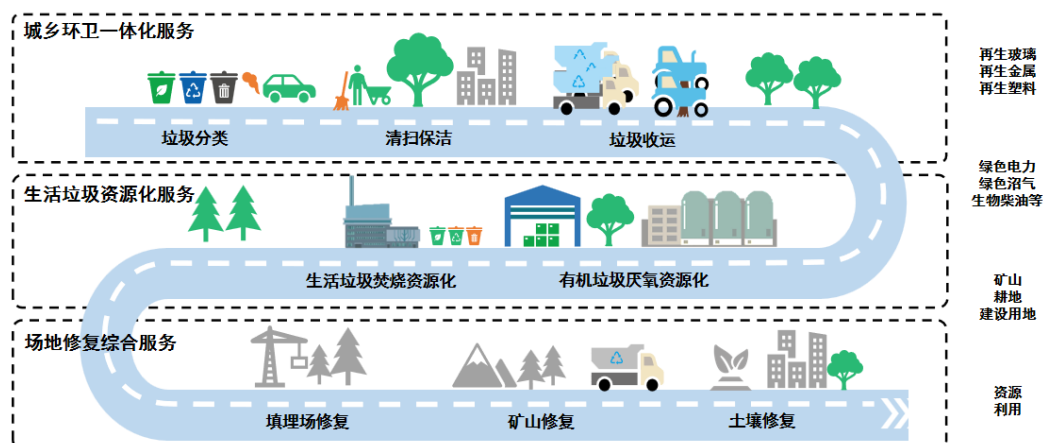 城乡环卫一体化服务
垃圾分类
清扫保洁
垃圾收运
再生玻璃
再生金属
再生塑料
生活垃圾资源化服务
生活垃圾焚烧资源化
有机垃圾厌氧资源化
绿色电力
绿色沼气
生物柴油等
场地修复综合服务
填埋场修复
矿山修复
土壤修复
矿山
耕地
建设用地
资源
利用